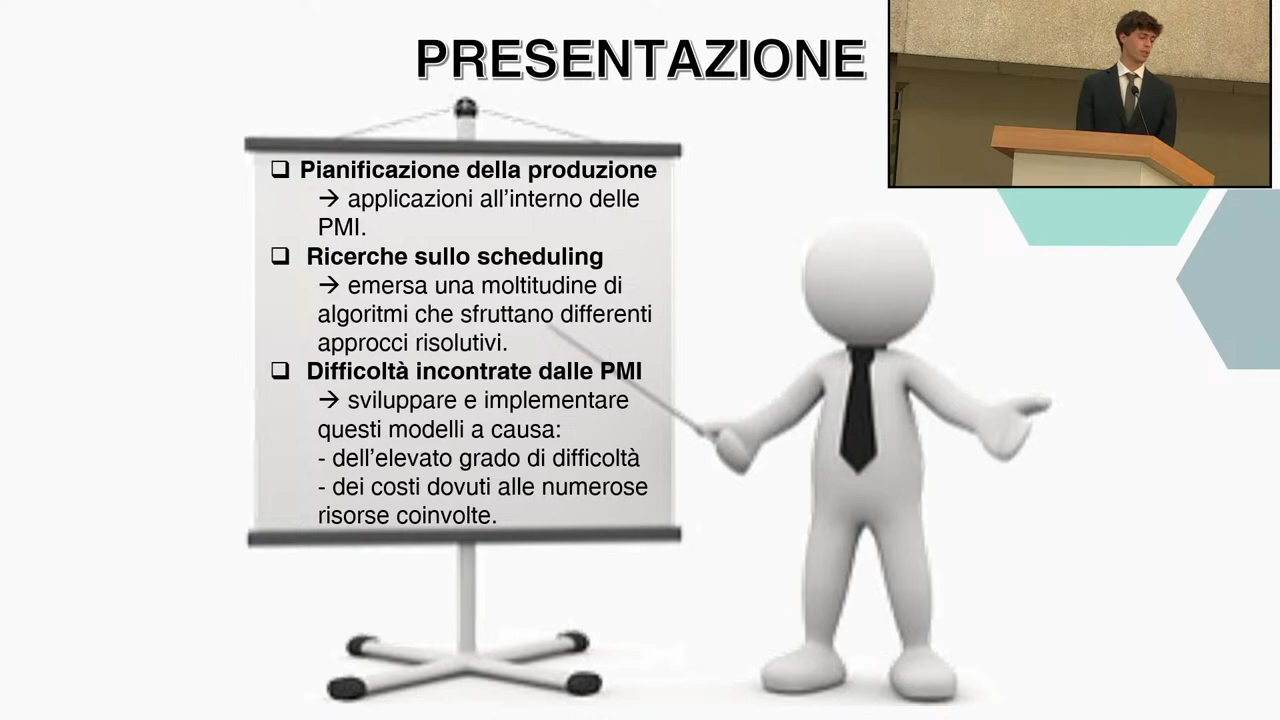 PRESENTAZIONE
❑ Pianificazione della produzione
→ applicazioni all’interno delle
PMI.
❑ Ricerche sullo scheduling
→ emersa una moltitudine di
algoritmi che sfruttano differenti
approcci risolutivi.
❑ Difficoltà incontrate dalle PMI
→ sviluppare e implementare
questi modelli a causa:
- dell’elevato grado di difficoltà
- dei costi dovuti alle numerose
risorse coinvolte.